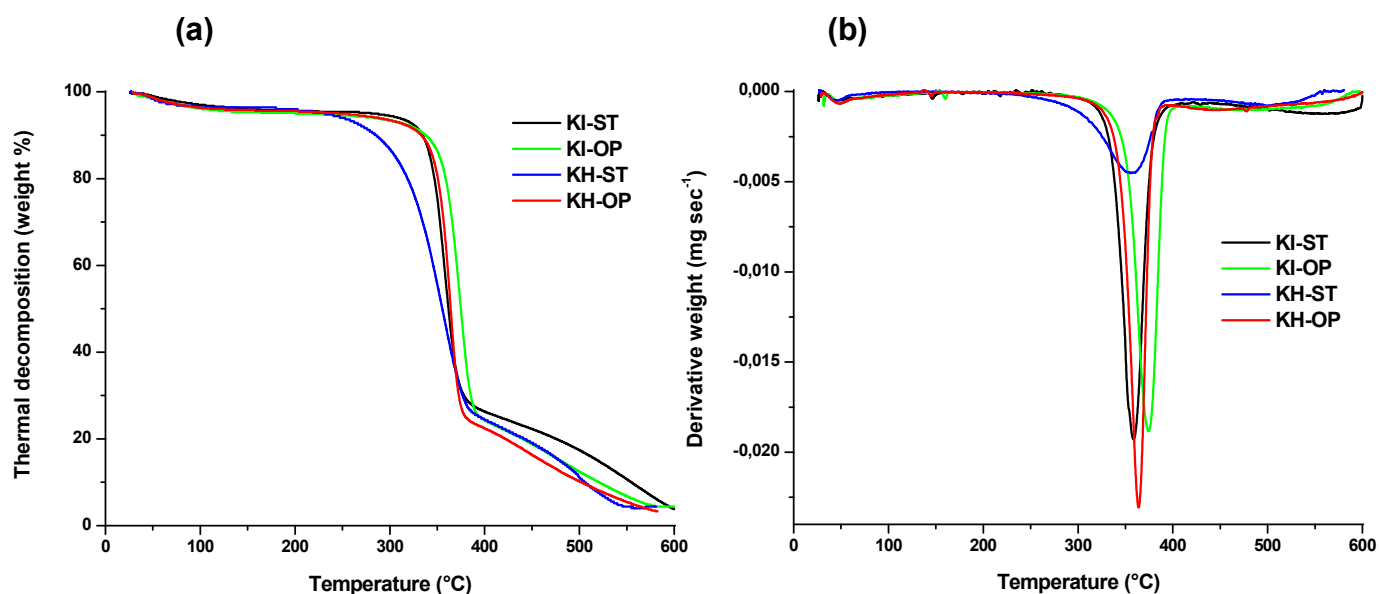 (a)
Thermal decomposition (weight %)
100
80
60
40
20
0
0
100
200
300
400
500
600
Temperature (°C)
KI-ST
KI-OP
KH-ST
KH-OP
(b)
Derivative weight (mg sec⁻¹)
0,000
-0,005
-0,010
-0,015
-0,020
0
100
200
300
400
500
600
Temperature (°C)
KI-ST
KI-OP
KH-ST
KH-OP